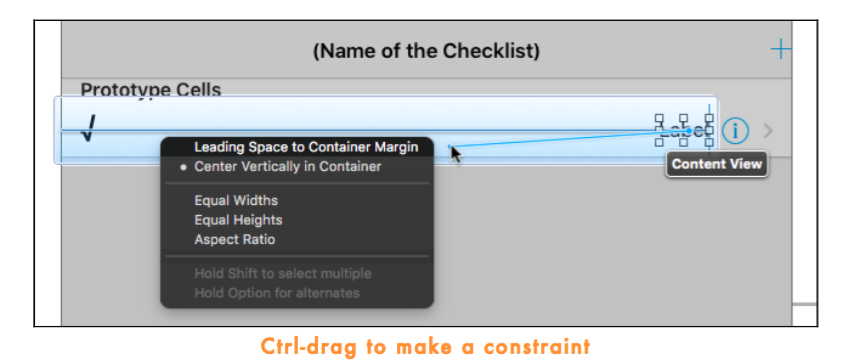 (Name of the Checklist)
+
Prototype Cells
√
Label
i
Leading Space to Container Margin
• Center Vertically in Container
Content View
Equal Widths
Equal Heights
Aspect Ratio
Hold Shift to select multiple
Hold Option for alternates
Ctrl-drag to make a constraint